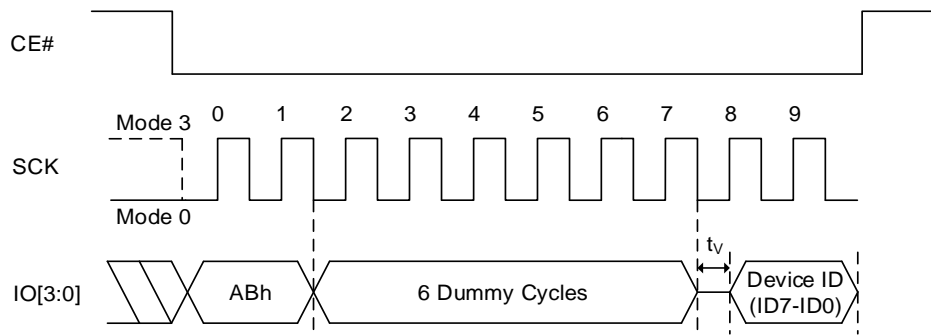 CE#
0 1 2 3 4 5 6 7 8 9
Mode 3
SCK
Mode 0
tV
IO[3:0]
ABh
6 Dummy Cycles
Device ID
(ID7-ID0)